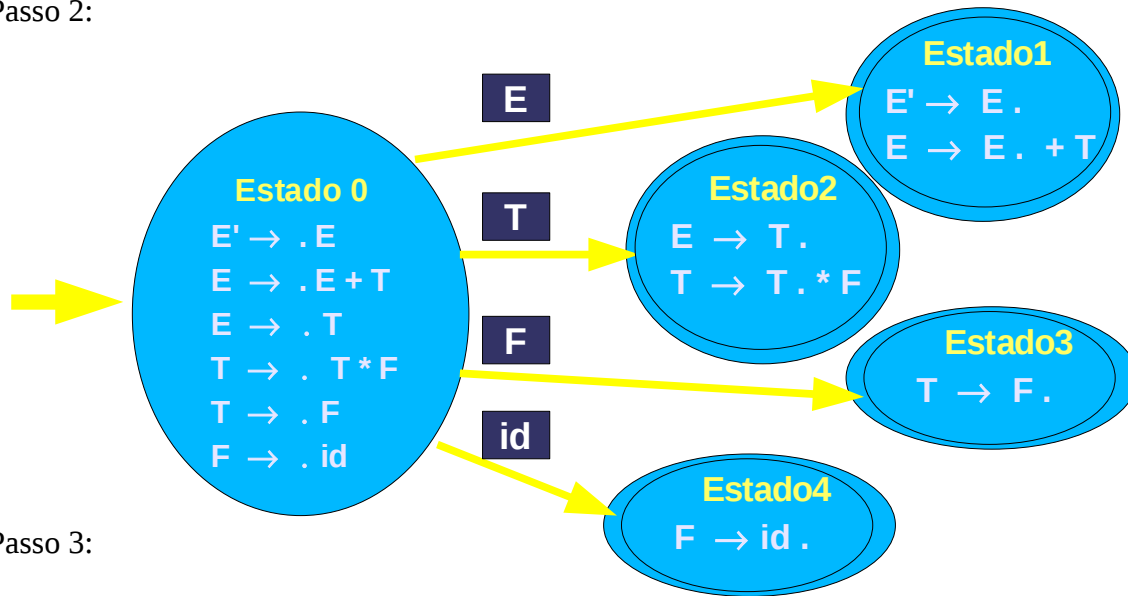 Passo 2:
Estado1
E' → E .
E → E . + T
E
Estado 0
E' → . E
E → . E + T
E → . T
T → . T * F
T → . F
F → . id
T
Estado2
E → T .
T → T . * F
F
Estado3
T → F .
id
Estado4
F → id .
Passo 3: